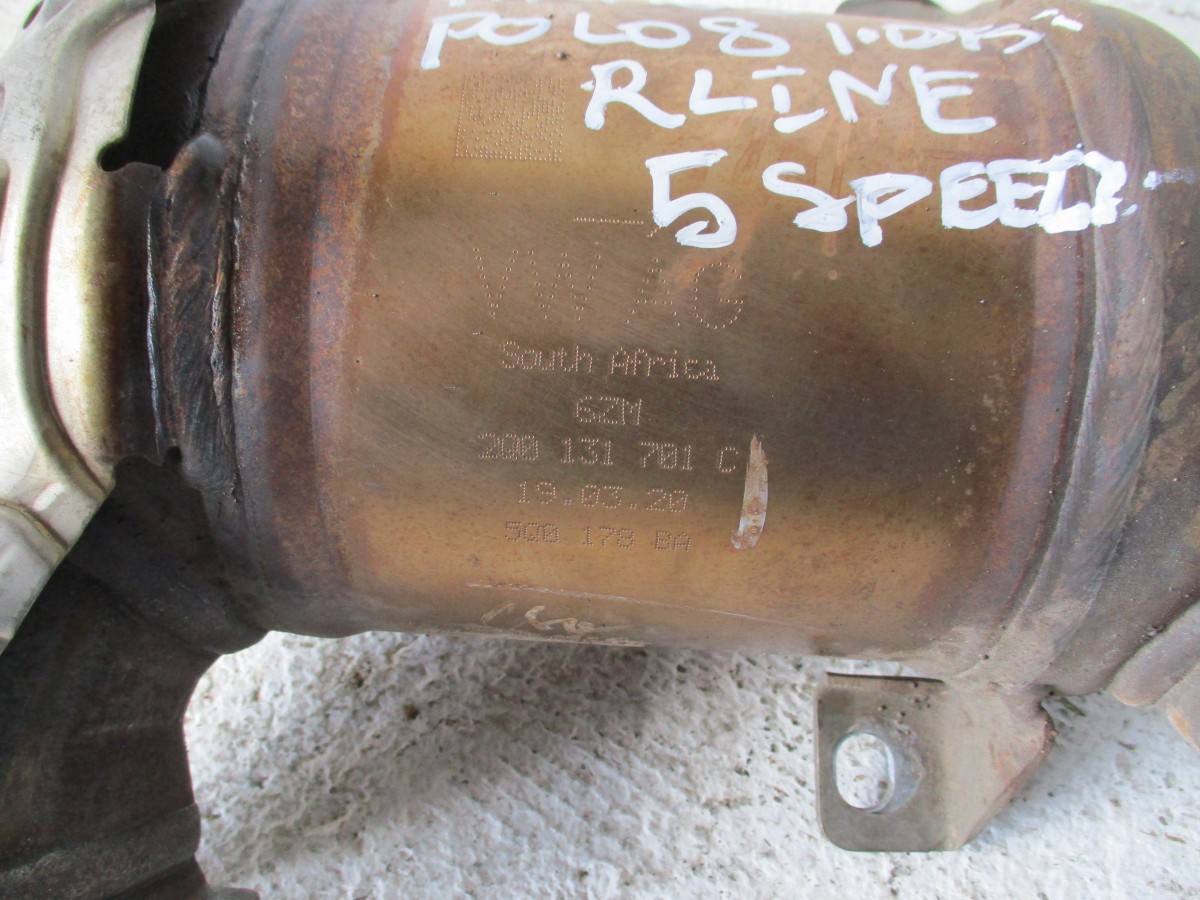 POLO8 1.0
RLINE
5 SPEED
VW AG
South Africa
6ZM
2Q0 131 701 C
19.03.20
5Q0 178 BA